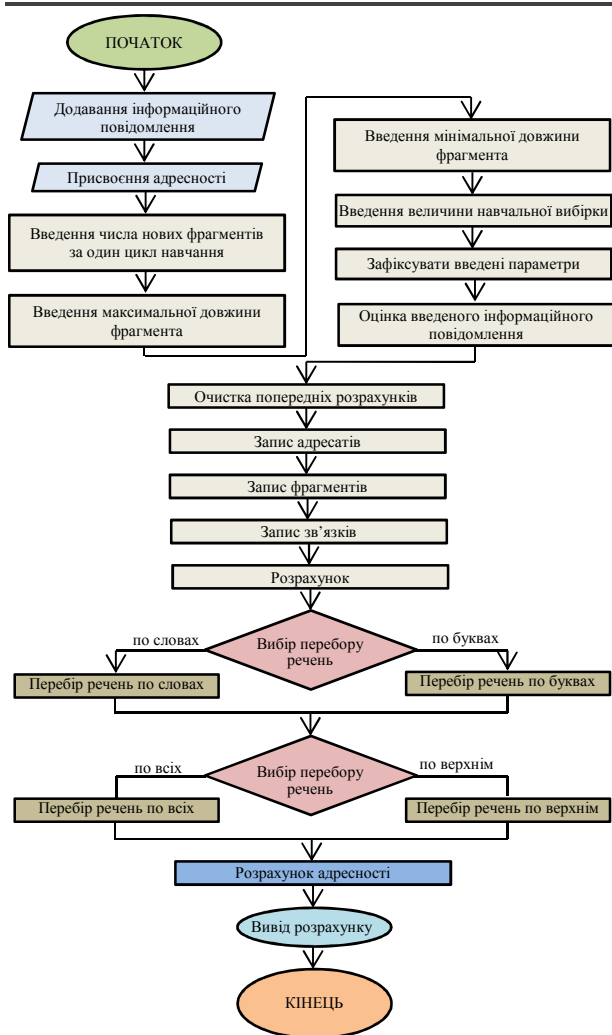 ПОЧАТОК
Додавання інформаційного
повідомлення
Присвоєння адресності
Введення числа нових фрагментів
за один цикл навчання
Введення максимальної довжини
фрагмента
Введення мінімальної довжини
фрагмента
Введення величини навчальної вибірки
Зафіксувати введені параметри
Оцінка введеного інформаційного
повідомлення
Очистка попередніх розрахунків
Запис адресатів
Запис фрагментів
Запис зв’язків
Розрахунок
Вибір перебору
речень
по словах
по буквах
Перебір речень по словах
Перебір речень по буквах
Вибір перебору
речень
по всіх
по верхнім
Перебір речень по всіх
Перебір речень по верхнім
Розрахунок адресності
Вивід розрахунку
КІНЕЦЬ